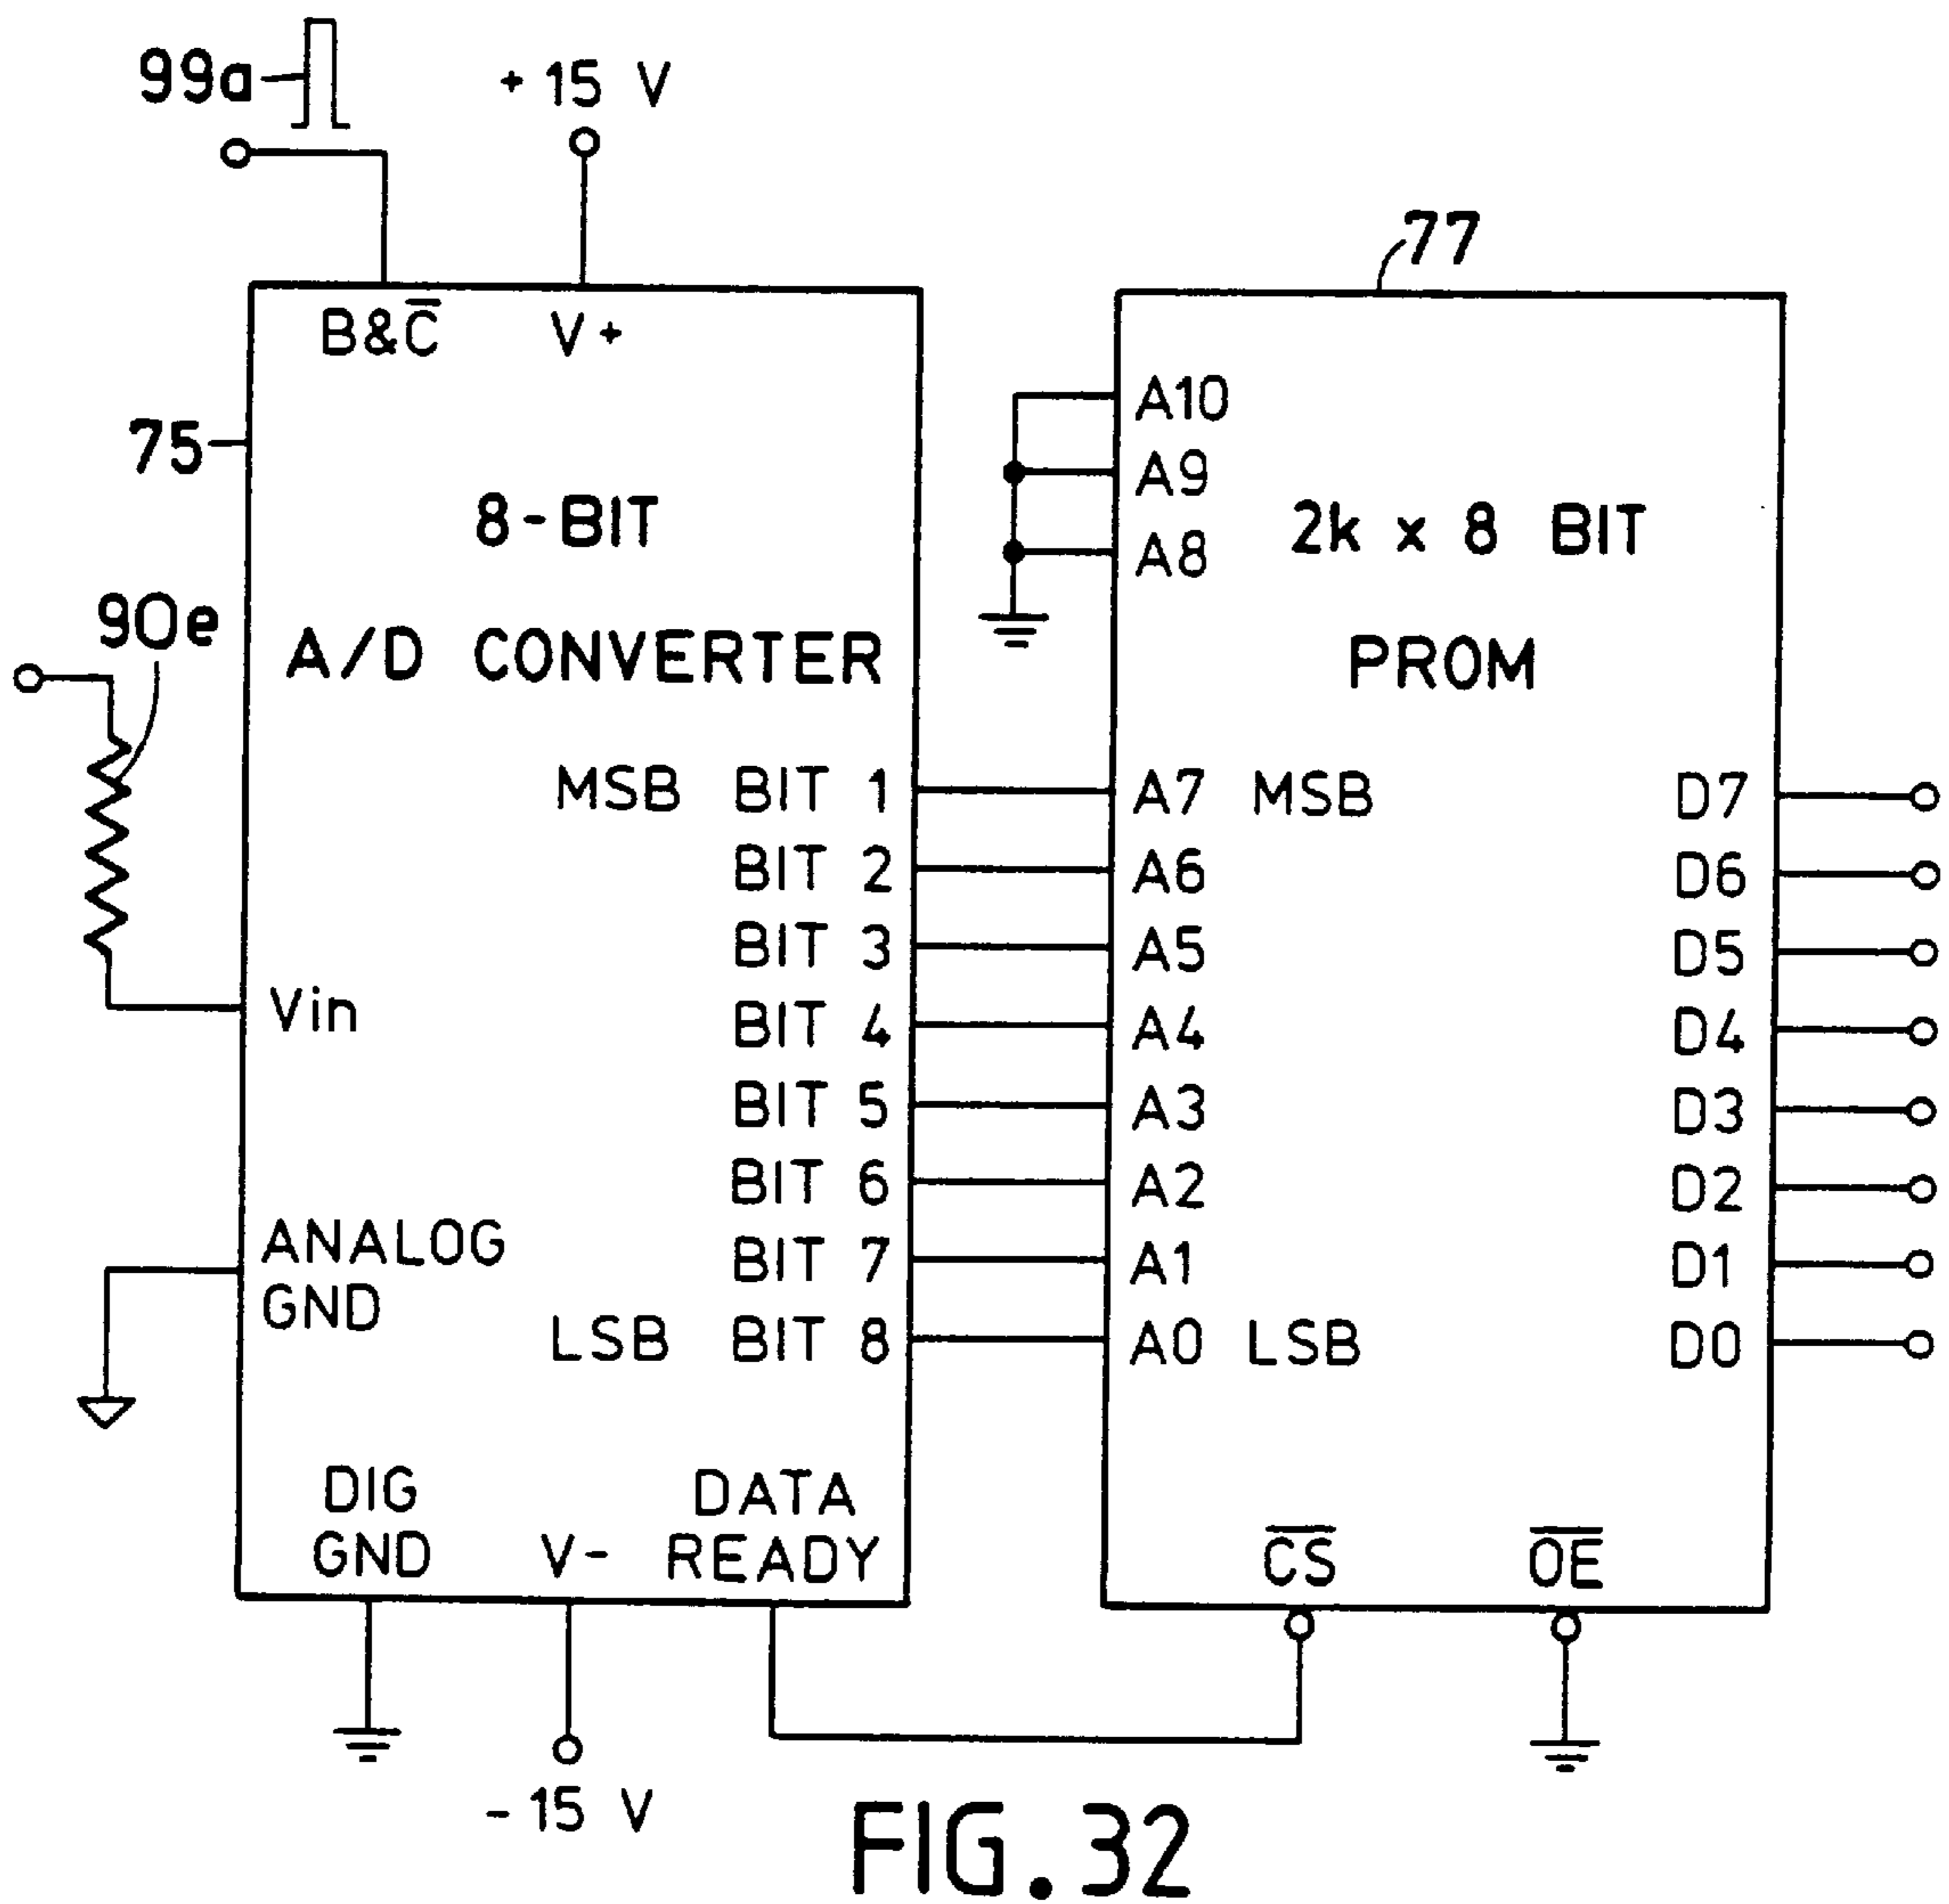 99a
+15 V
77
B&C̅ V+
A10
75
A9
8-BIT
2k x 8 BIT
A8
90e
A/D CONVERTER
PROM
MSB BIT 1
A7 MSB
D7
BIT 2
A6
D6
BIT 3
A5
D5
Vin
BIT 4
A4
D4
BIT 5
A3
D3
BIT 6
A2
D2
ANALOG
GND
BIT 7
A1
D1
LSB BIT 8
A0 LSB
D0
DIG
GND
V-
DATA
READY
C̅S̅
O̅E̅
-15 V
FIG. 32